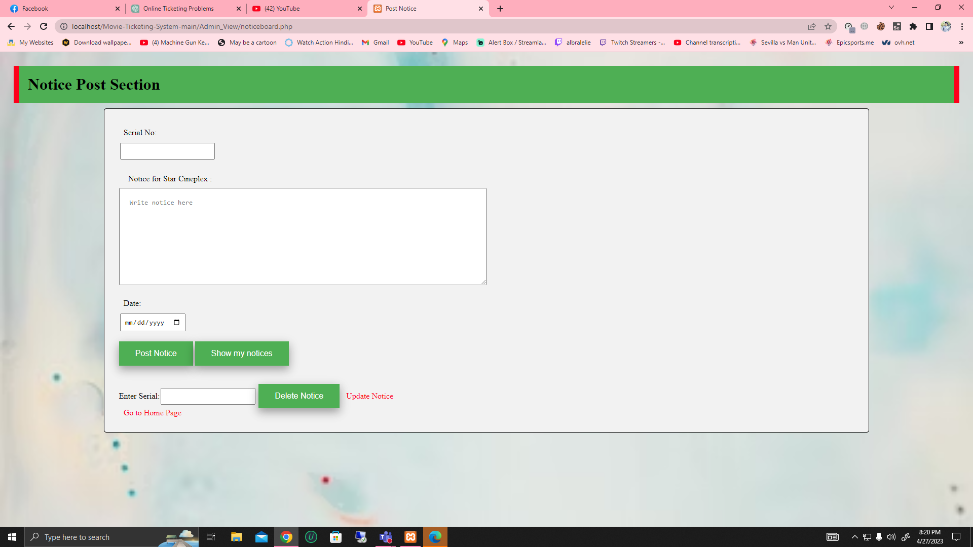 Facebook
Online Ticketing Problems
(42) YouTube
Post Notice
localhost/Movie-Ticketing-System-main/Admin_View/noticeboard.php
My Websites
Download wallpape...
(4) Machine Gun Ke...
May be a cartoon
Watch Action Hindi...
Gmail
YouTube
Maps
Alert Box / Streamla...
alloralelie
Twitch Streamers -...
Channel transcripti...
Sevilla vs Man Unit...
Epicsports.me
ovh.net
Notice Post Section
Serial No
Notice for Star Cineplex
Write notice here
Date:
mm/dd/yyyy
Post Notice
Show my notices
Enter Serial:
Delete Notice
Update Notice
Go to Home Page
Type here to search
8:20 PM
4/27/2023